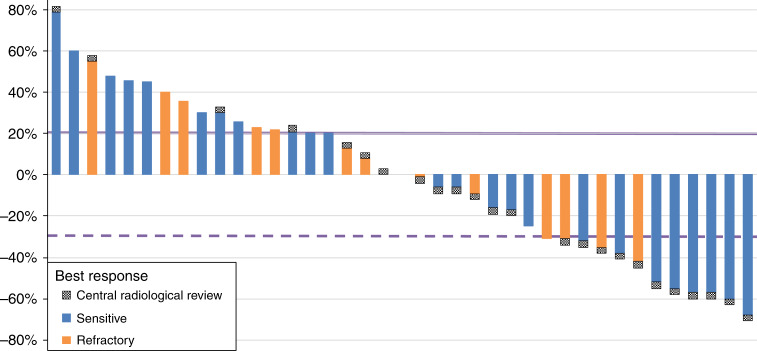 80%
60%
40%
20%
0%
–20%
–40%
–60%
–80%
Best response
Central radiological review
Sensitive
Refractory